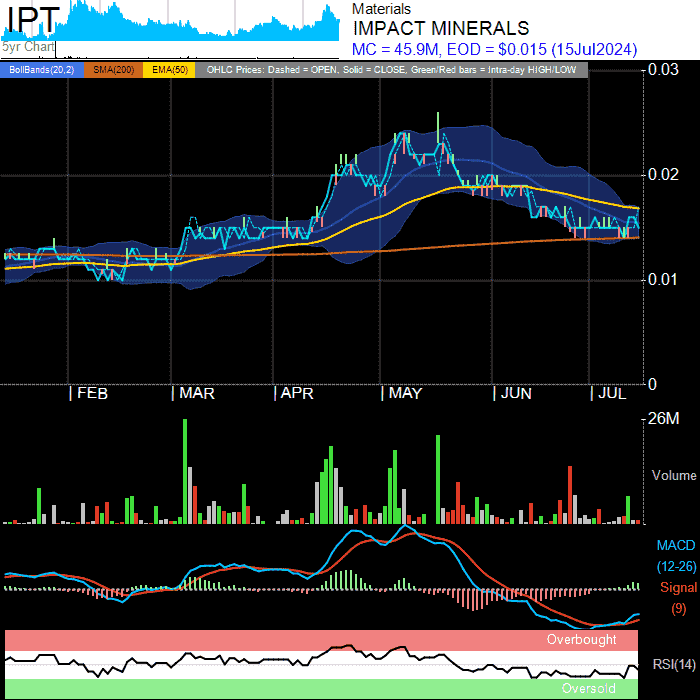 IPT
5yr Chart
Materials
IMPACT MINERALS
MC = 45.9M, EOD = $0.015 (15Jul2024)
BollBands(20,2) SMA(200) EMA(50) OHLC Prices: Dashed = OPEN, Solid = CLOSE, Green/Red bars = Intra-day HIGH/LOW
0.03
0.02
0.01
0
FEB MAR APR MAY JUN JUL
26M
Volume
MACD
(12-26)
Signal
(9)
Overbought
RSI(14)
Oversold